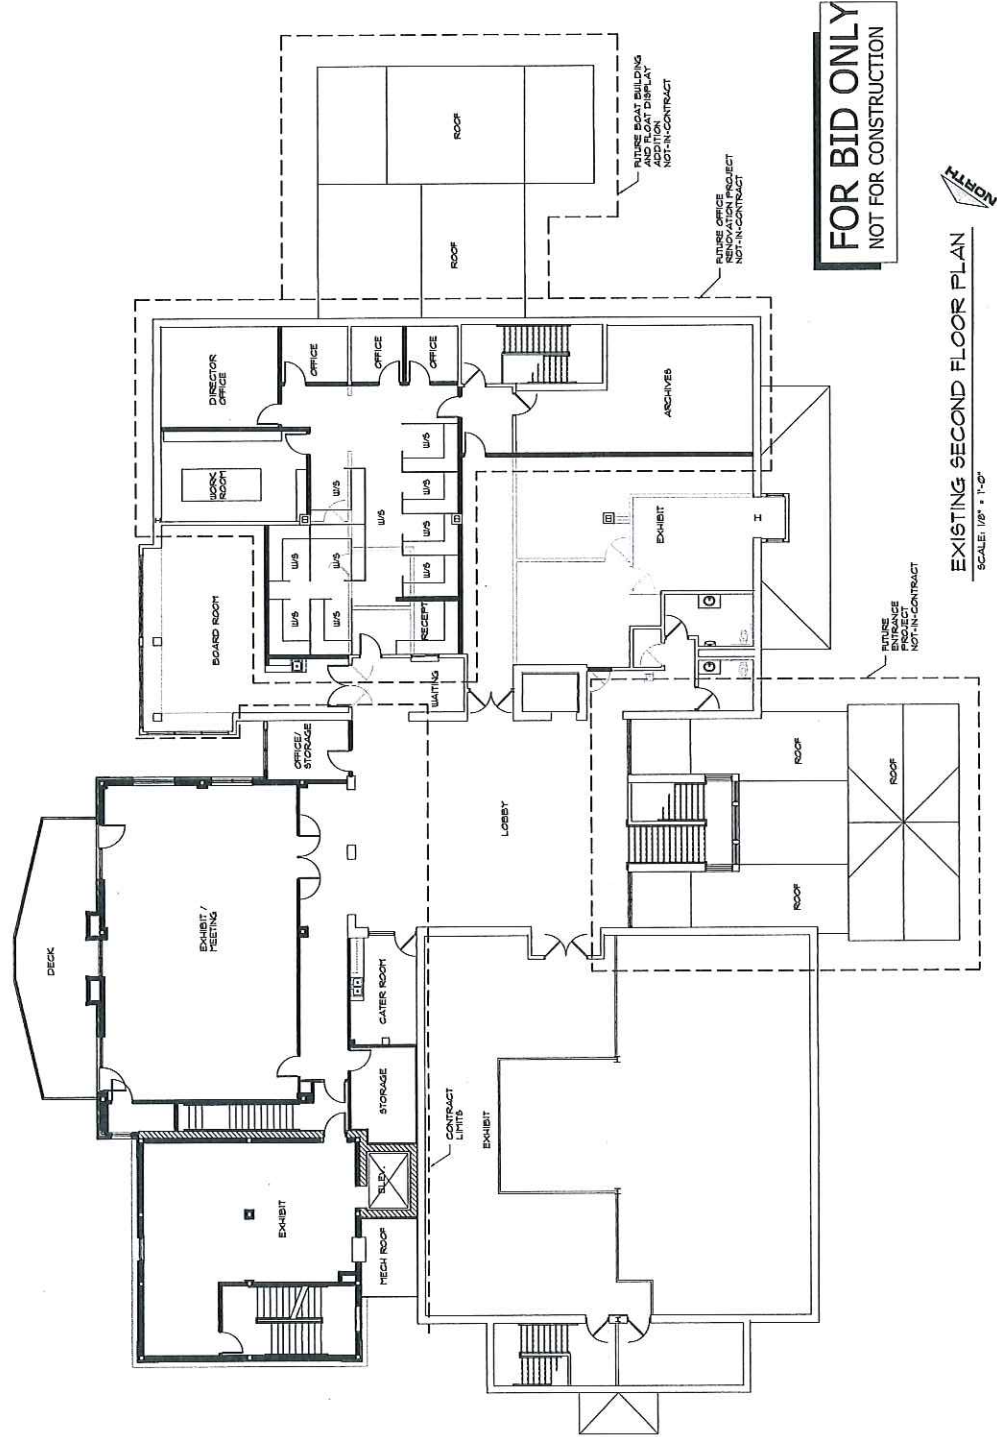 DECK
EXHIBIT /
MEETING
BOARD ROOM
WORK
ROOM
DIRECTOR
OFFICE
EXHIBIT
OFFICE/
STORAGE
W/S
W/S
OFFICE
W/S
W/S
W/S
MECH ROOF
ELEV.
STORAGE
CATER ROOM
W/S
OFFICE
WAITING
RECEPT
W/S
W/S
W/S
W/S
OFFICE
ROOF
ROOF
CONTRACT
LIMITS
EXHIBIT
LOBBY
EXHIBIT
ARCHIVES
FUTURE BOAT BUILDING
AND FLOAT DISPLAY
ADDITION
NOT-IN-CONTRACT
FUTURE OFFICE
RENOVATION PROJECT
NOT-IN-CONTRACT
ROOF
ROOF
ROOF
FUTURE
ENTRANCE
PROJECT
NOT-IN-CONTRACT
FOR BID ONLY
NOT FOR CONSTRUCTION
EXISTING SECOND FLOOR PLAN
SCALE: 1/8" = 1'-0"
NORTH